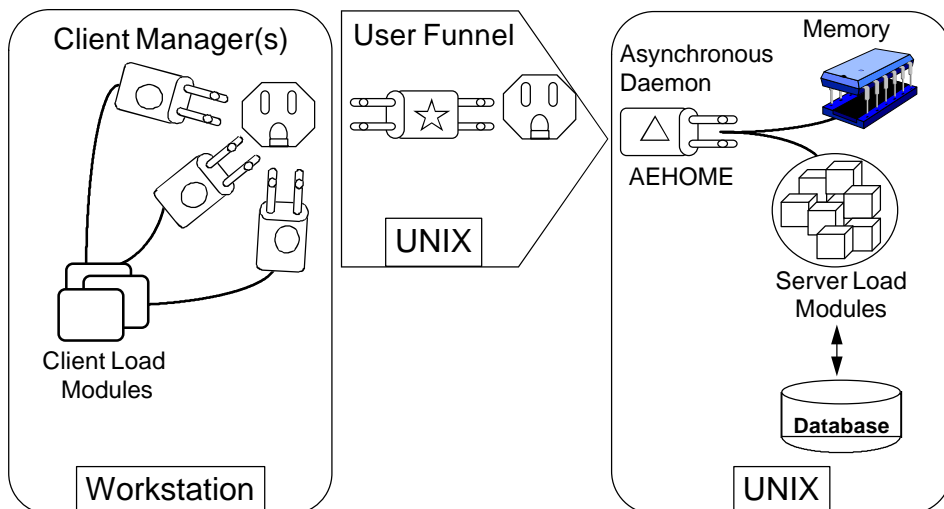 Client Manager(s)
Client Load
Modules
Workstation
User Funnel
UNIX
Memory
Asynchronous
Daemon
AEHOME
Server Load
Modules
Database
UNIX